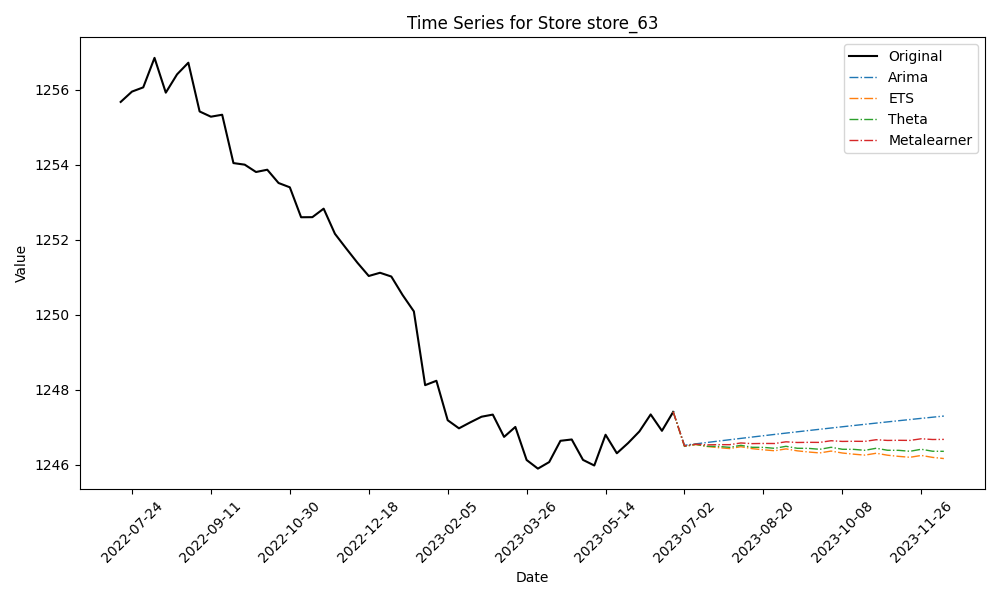 Time Series for Store store_63
Original
Arima
ETS
Theta
Metalearner
Value
1256
1254
1252
1250
1248
1246
2022-07-24
2022-09-11
2022-10-30
2022-12-18
2023-02-05
2023-03-26
2023-05-14
2023-07-02
2023-08-20
2023-10-08
2023-11-26
Date